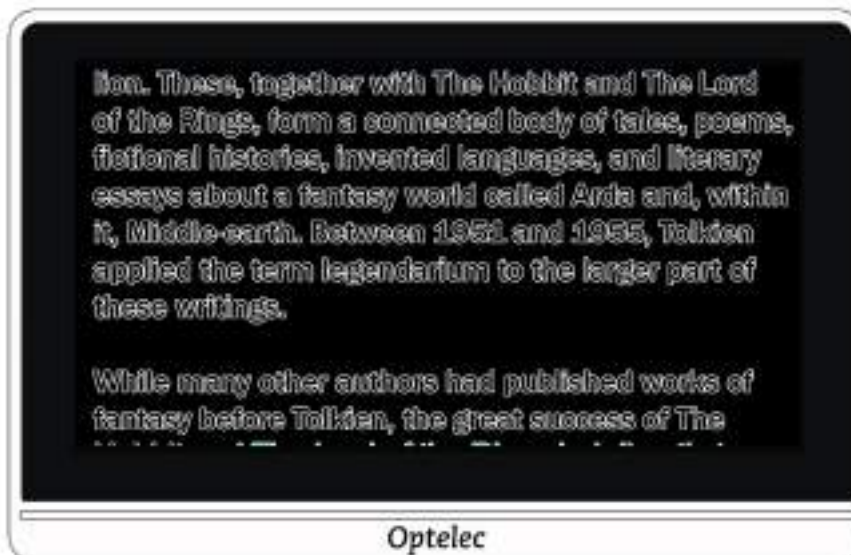 lion. These, together with The Hobbit and The Lord
of the Rings, form a connected body of tales, poems,
fictional histories, invented languages, and literary
essays about a fantasy world called Arda and, within
it, Middle-earth. Between 1951 and 1955, Tolkien
applied the term legendarium to the larger part of
these writings.
While many other authors had published works of
fantasy before Tolkien, the great success of The
Optelec